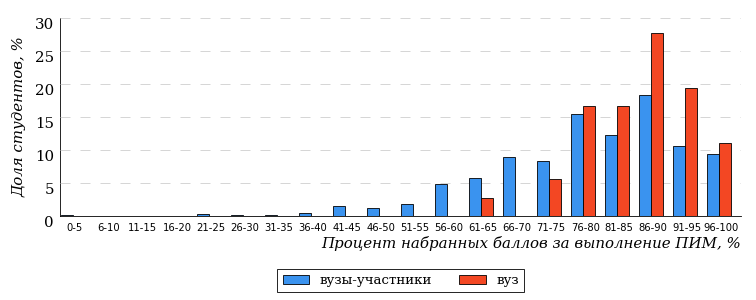 Доля студентов, %
30
25
20
15
10
5
0
0-5 6-10 11-15 16-20 21-25 26-30 31-35 36-40 41-45 46-50 51-55 56-60 61-65 66-70 71-75 76-80 81-85 86-90 91-95 96-100
Процент набранных баллов за выполнение ПИМ, %
вузы-участники вуз